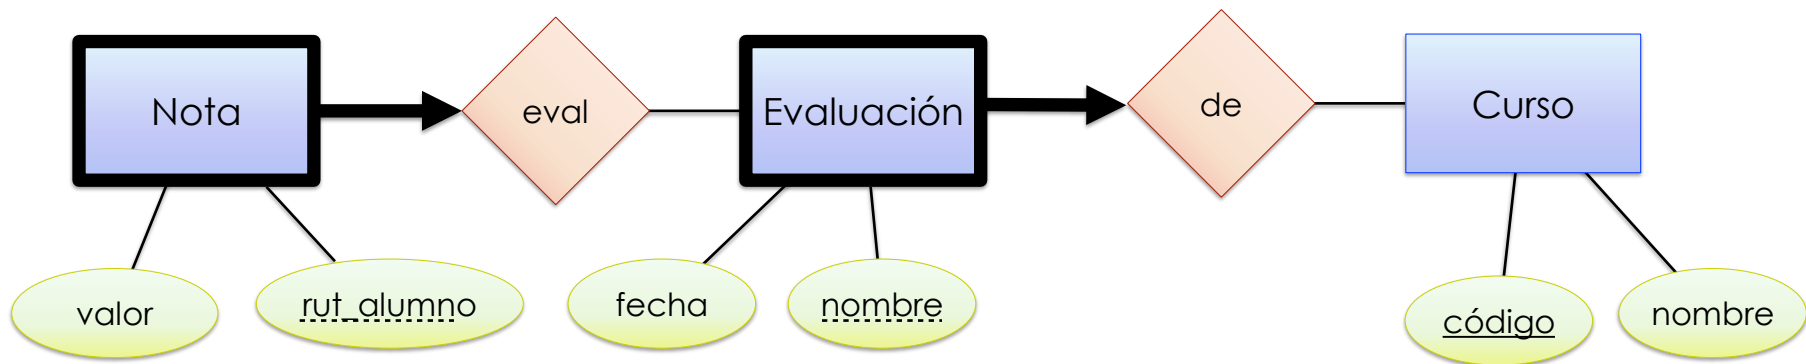 Nota
eval
Evaluación
de
Curso
valor
rut_alumno
fecha
nombre
código
nombre